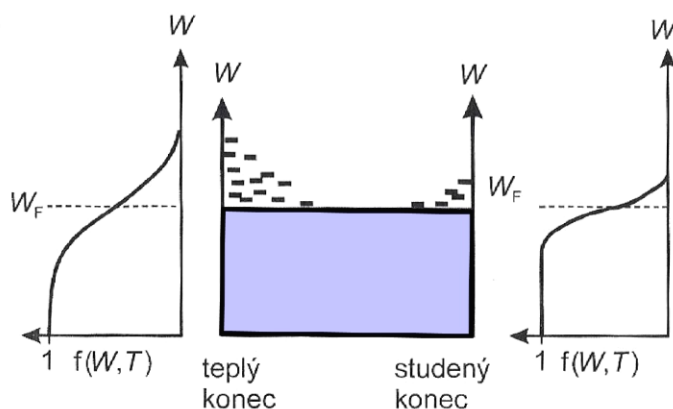 W
W
W
W_F
W_F
1 f(W,T)
teplý
konec
studený
konec
1 f(W,T)